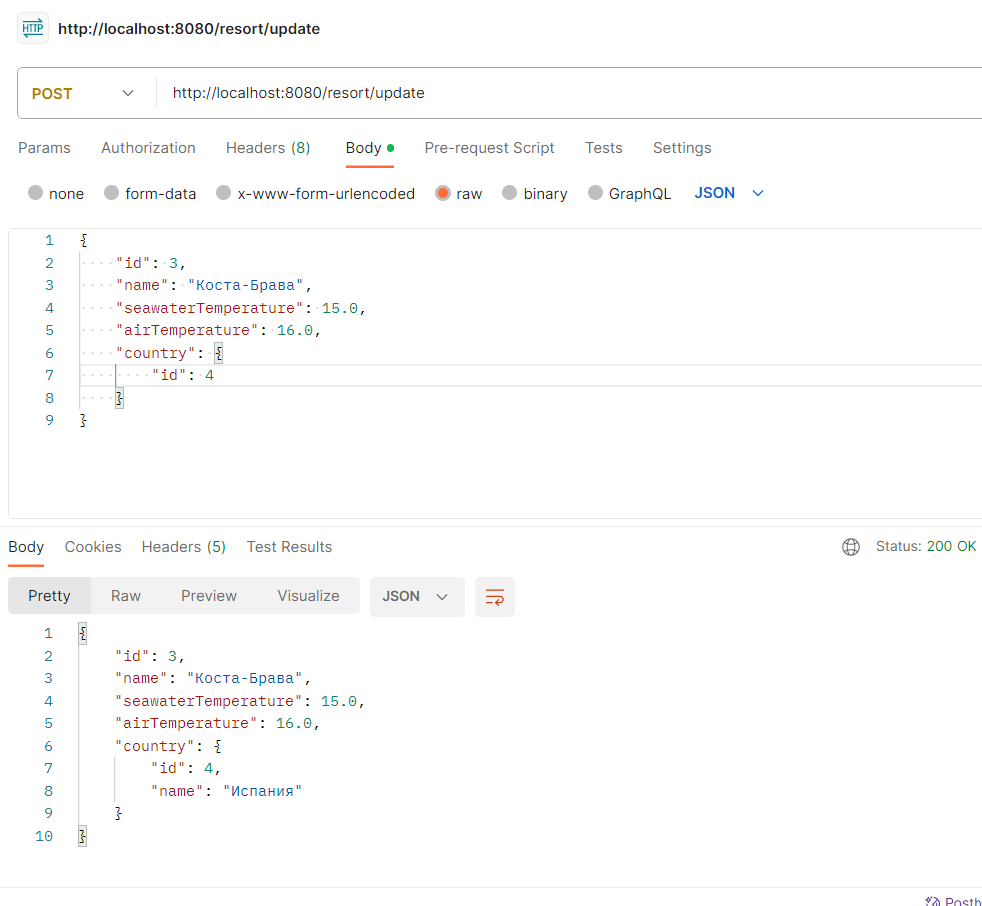 HTTP http://localhost:8080/resort/update
POST http://localhost:8080/resort/update
Params Authorization Headers (8) Body Pre-request Script Tests Settings
none form-data x-www-form-urlencoded raw binary GraphQL JSON
1 {
2 "id": 3,
3 "name": "Коста-Брава",
4 "seawaterTemperature": 15.0,
5 "airTemperature": 16.0,
6 "country": {
7 "id": 4
8 }
9 }
Body Cookies Headers (5) Test Results Status: 200 OK
Pretty Raw Preview Visualize JSON
1 {
2 "id": 3,
3 "name": "Коста-Брава",
4 "seawaterTemperature": 15.0,
5 "airTemperature": 16.0,
6 "country": {
7 "id": 4,
8 "name": "Испания"
9 }
10 }
Postb